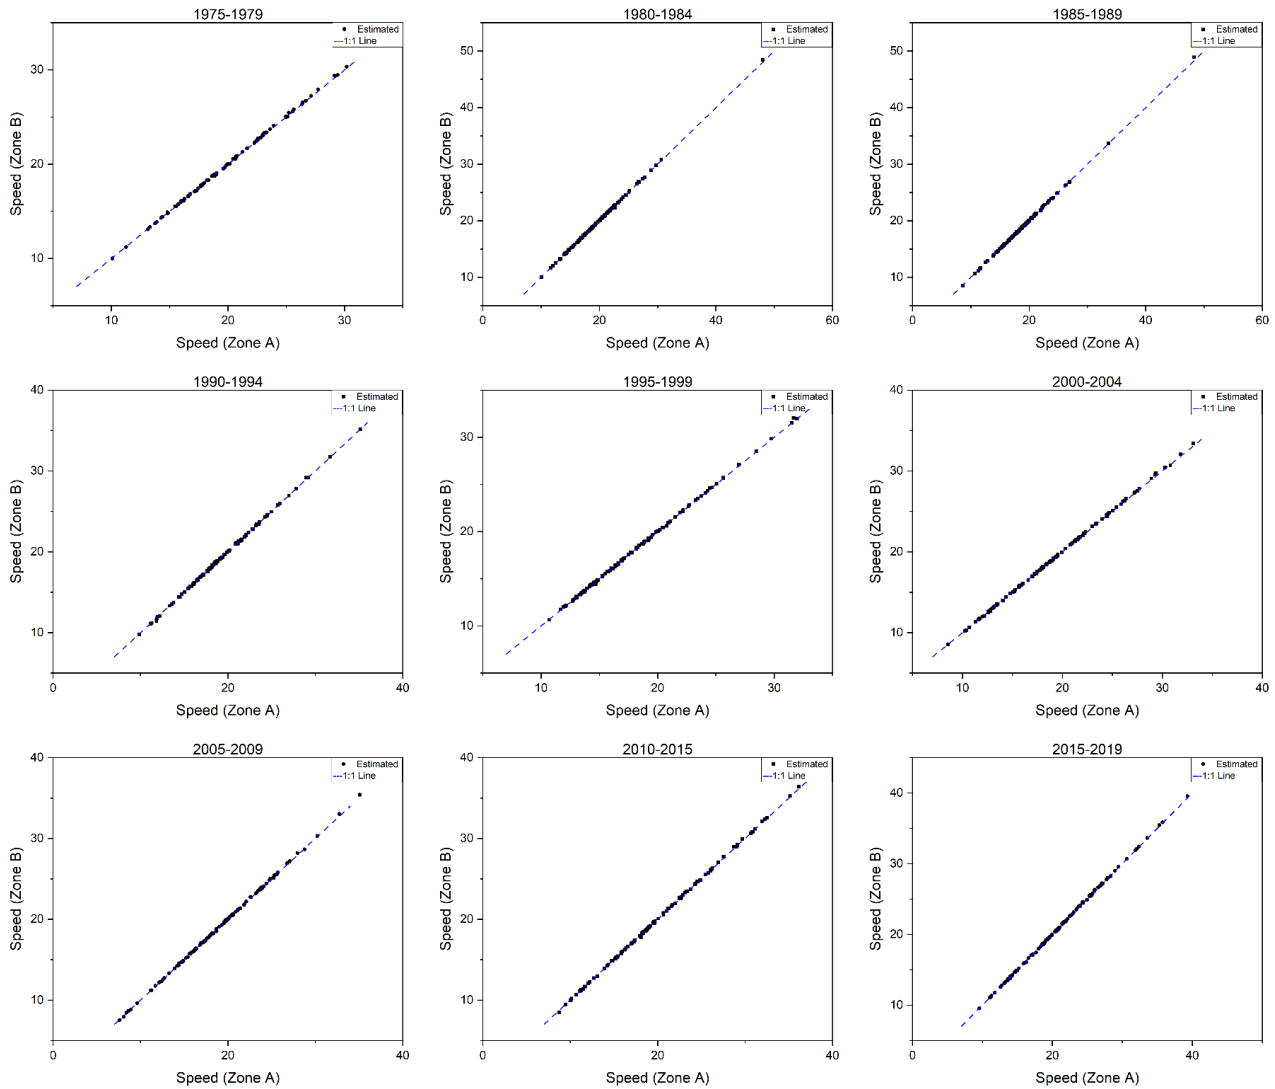 1975-1979
Estimated
1:1 Line
30
20
10
10
20
30
Speed (Zone A)
Speed (Zone B)
1980-1984
Estimated
1:1 Line
50
40
30
20
10
0
20
40
60
Speed (Zone A)
Speed (Zone B)
1985-1989
Estimated
1:1 Line
50
40
30
20
10
0
20
40
60
Speed (Zone A)
Speed (Zone B)
1990-1994
Estimated
1:1 Line
40
30
20
10
0
20
40
Speed (Zone A)
Speed (Zone B)
1995-1999
Estimated
1:1 Line
30
20
10
10
20
30
Speed (Zone A)
Speed (Zone B)
2000-2004
Estimated
1:1 Line
40
30
20
10
10
20
30
40
Speed (Zone A)
Speed (Zone B)
2005-2009
Estimated
1:1 Line
40
30
20
10
0
20
40
Speed (Zone A)
Speed (Zone B)
2010-2015
Estimated
1:1 Line
40
30
20
10
0
20
40
Speed (Zone A)
Speed (Zone B)
2015-2019
Estimated
1:1 Line
40
30
20
10
0
20
40
Speed (Zone A)
Speed (Zone B)